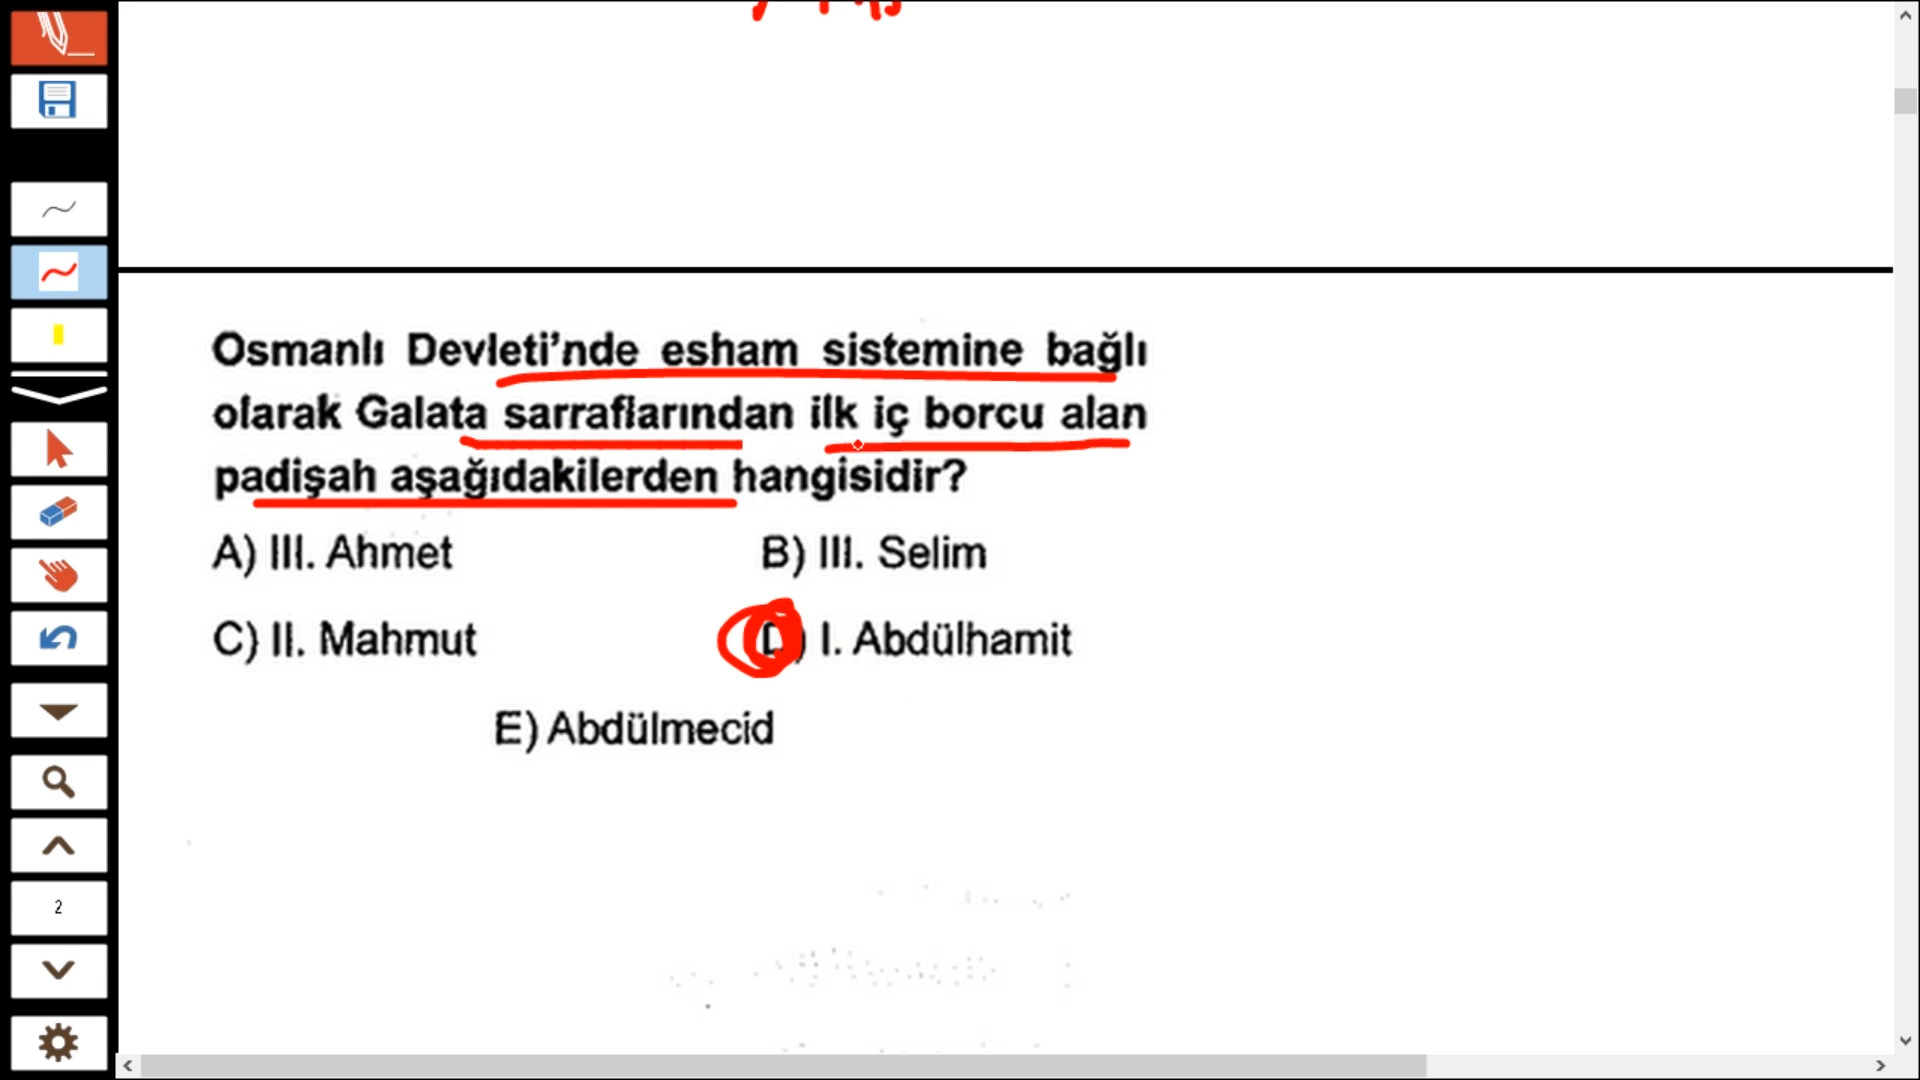 Osmanlı Devleti’nde esham sistemine bağlı
olarak Galata sarraflarından ilk iç borcu alan
padişah aşağıdakilerden hangisidir?
A) III. Ahmet B) III. Selim
C) II. Mahmut D) I. Abdülhamit
E) Abdülmecid
2